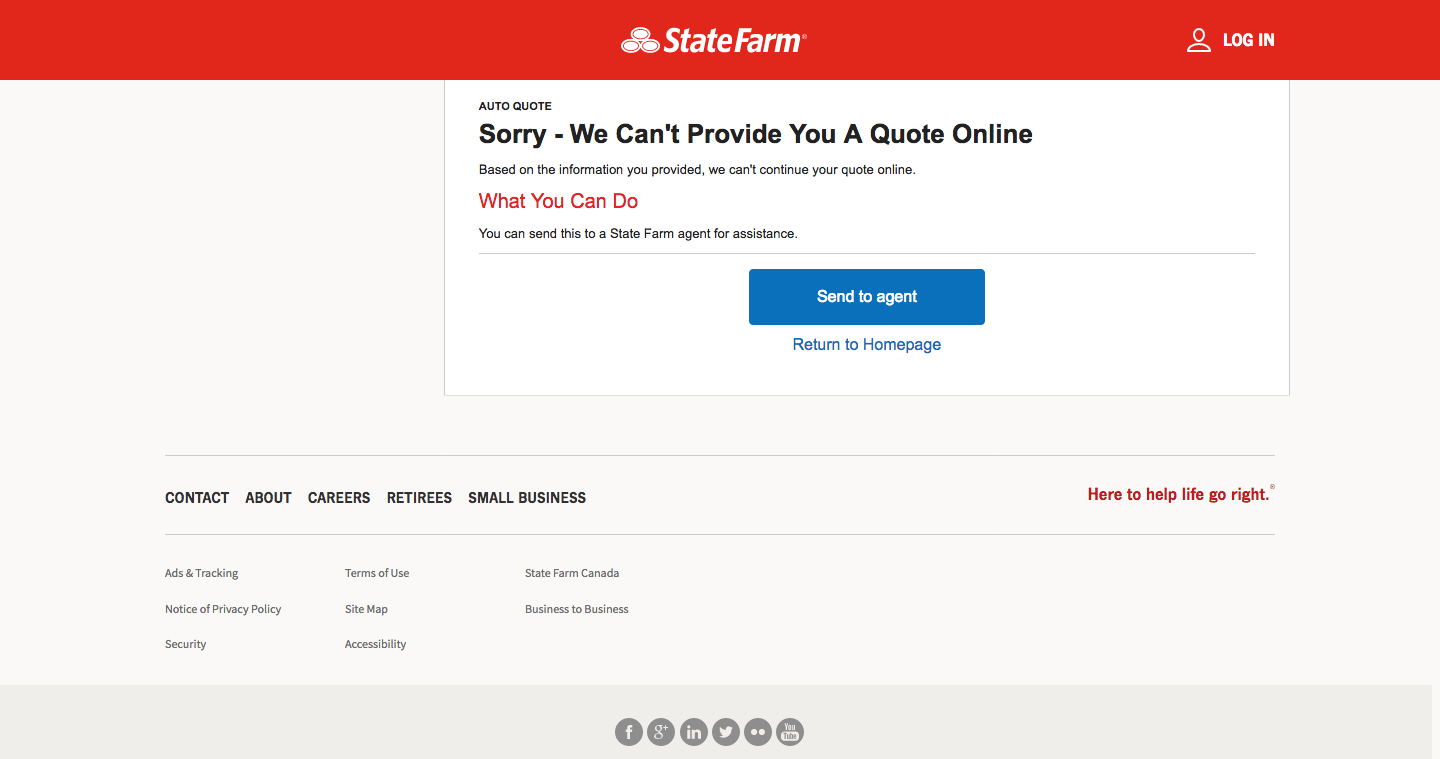 StateFarm®
LOG IN
AUTO QUOTE
Sorry - We Can't Provide You A Quote Online
Based on the information you provided, we can't continue your quote online.
What You Can Do
You can send this to a State Farm agent for assistance.
Send to agent
Return to Homepage
CONTACT ABOUT CAREERS RETIREES SMALL BUSINESS
Here to help life go right.®
Ads & Tracking Terms of Use State Farm Canada
Notice of Privacy Policy Site Map Business to Business
Security Accessibility
f g+ in You Tube